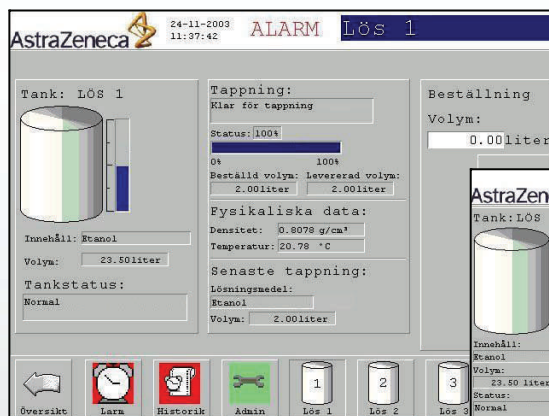 AstraZeneca
24-11-2003
11:37:42
ALARM
Lös 1
Tank: LÖS 1
Innehåll: Etanol
Volym: 23.50liter
Tankstatus:
Normal
Tappning:
Klar för tappning
Status: 100%
0% 100%
Beställd volym: Levererad volym:
2.00liter 2.00liter
Fysikaliska data:
Densitet: 0.8078 g/cm³
Temperatur: 20.78 °C
Senaste tappning:
Lösningsmedel:
Etanol
Volym: 2.00liter
Beställning
Volym:
0.00liter
AstraZen
Tank:LÖS
Innehåll:
Etanol
Volym:
23.50 liter
Status:
Normal
Översikt
Larm
Historik
Admin
1
Lös 1
2
Lös 2
3
Lös 3